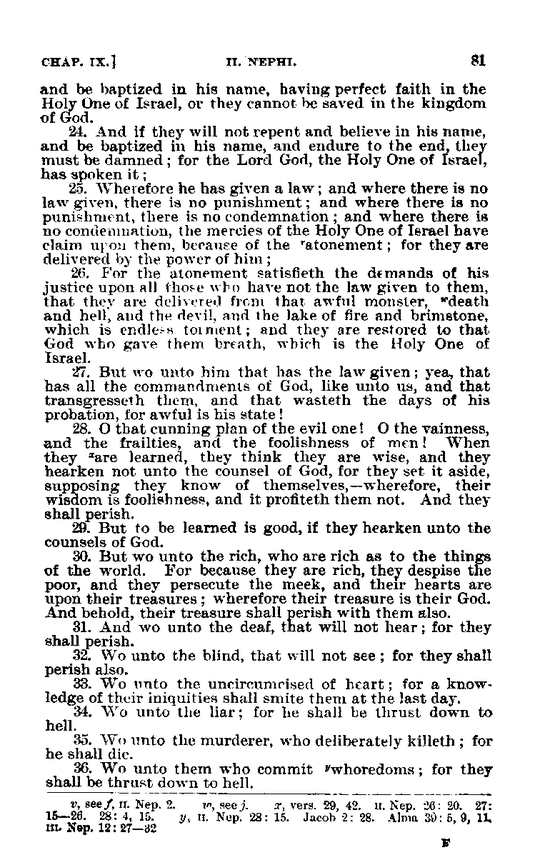 CHAP. IX.] II. NEPHI. 81
and be baptized in his name, having perfect faith in the
Holy One of Israel, or they cannot be saved in the kingdom
of God.
24. And if they will not repent and believe in his name,
and be baptized in his name, and endure to the end, they
must be damned; for the Lord God, the Holy One of Israel,
has spoken it;
25. Wherefore he has given a law; and where there is no
law given, there is no punishment; and where there is no
punishment, there is no condemnation; and where there is
no condemnation, the mercies of the Holy One of Israel have
claim upon them, because of the ᵛatonement; for they are
delivered by the power of him;
26. For the atonement satisfieth the demands of his
justice upon all those who have not the law given to them,
that they are delivered from that awful monster, ʷdeath
and hell, and the devil, and the lake of fire and brimstone,
which is endless torment; and they are restored to that
God who gave them breath, which is the Holy One of
Israel.
27. But wo unto him that has the law given; yea, that
has all the commandments of God, like unto us, and that
transgresseth them, and that wasteth the days of his
probation, for awful is his state!
28. O that cunning plan of the evil one! O the vainness,
and the frailties, and the foolishness of men! When
they ˣare learned, they think they are wise, and they
hearken not unto the counsel of God, for they set it aside,
supposing they know of themselves,—wherefore, their
wisdom is foolishness, and it profiteth them not. And they
shall perish.
29. But to be learned is good, if they hearken unto the
counsels of God.
30. But wo unto the rich, who are rich as to the things
of the world. For because they are rich, they despise the
poor, and they persecute the meek, and their hearts are
upon their treasures; wherefore their treasure is their God.
And behold, their treasure shall perish with them also.
31. And wo unto the deaf, that will not hear; for they
shall perish.
32. Wo unto the blind, that will not see; for they shall
perish also.
33. Wo unto the uncircumcised of heart; for a know-
ledge of their iniquities shall smite them at the last day.
34. Wo unto the liar; for he shall be thrust down to
hell.
35. Wo unto the murderer, who deliberately killeth; for
he shall die.
36. Wo unto them who commit ʸwhoredoms; for they
shall be thrust down to hell.
v, see f, II. Nep. 2. w, see j. x, vers. 29, 42. II. Nep. 26: 20. 27:
15—26. 28: 4, 15. y, II. Nep. 28: 15. Jacob 2: 28. Alma 39: 5, 9, 11.
III. Nep. 12: 27—32
F